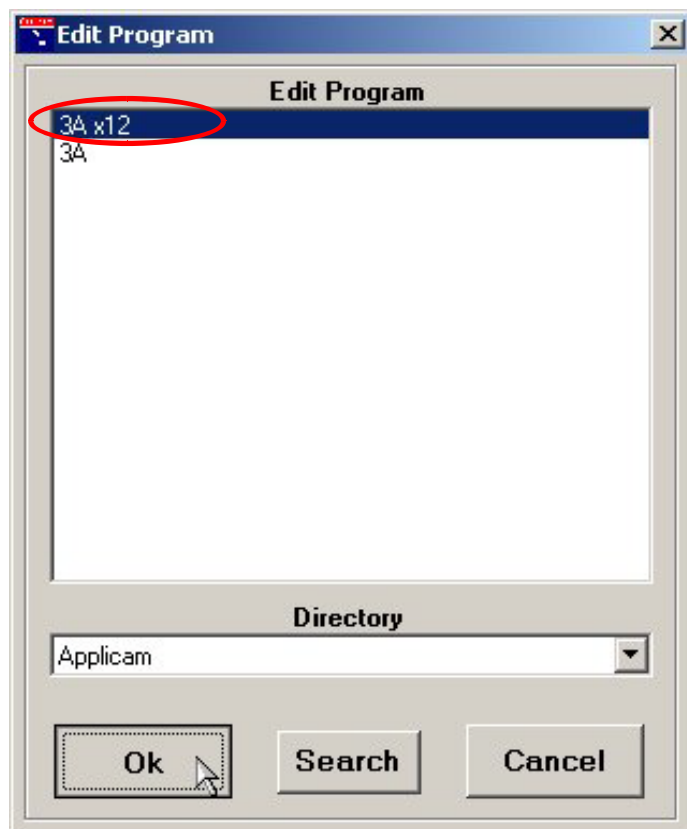 Edit Program
Edit Program
3A x12
3A
Directory
Applicam
Ok Search Cancel